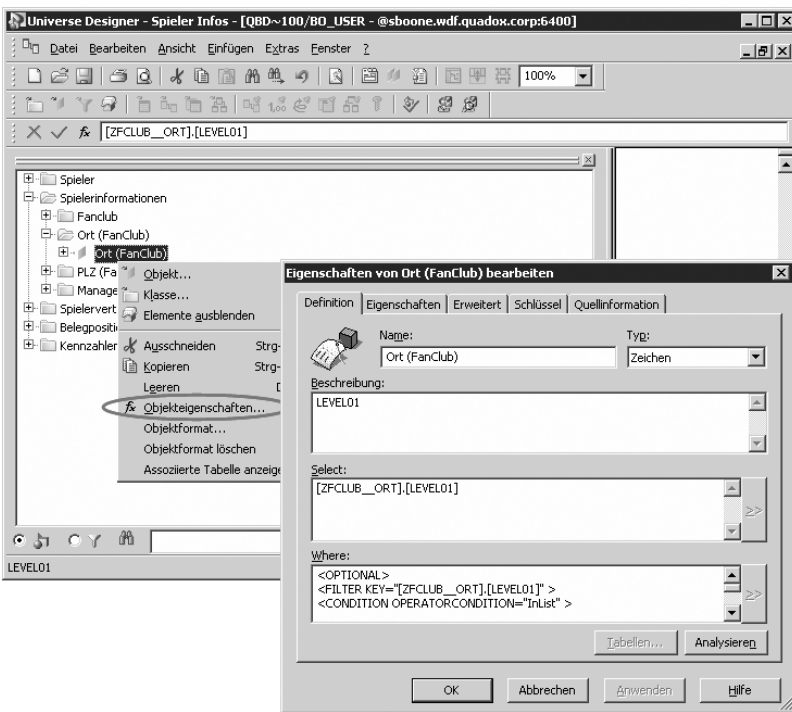 Universe Designer - Spieler Infos - [QBD~100/BO_USER - @sboone.wdf.quadox.corp:6400]
Datei Bearbeiten Ansicht Einfügen Extras Fenster ?
100%
[ZFCLUB__ORT].[LEVEL01]
Spieler
Spielerinformationen
Fanclub
Ort (FanClub)
Ort (FanClub)
PLZ (Fa
Manage
Spielervert
Belegpositi
Kennzahler
Objekt...
Klasse...
Elemente ausblenden
Ausschneiden Strg-
Kopieren Strg-
Leeren
Objekteigenschaften...
Objektformat...
Objektformat löschen
Assoziierte Tabelle anzeige
LEVEL01
Eigenschaften von Ort (FanClub) bearbeiten
Definition Eigenschaften Erweitert Schlüssel Quellinformation
Name: Typ:
Ort (FanClub) Zeichen
Beschreibung:
LEVEL01
Select:
[ZFCLUB__ORT].[LEVEL01]
>>
Where:
<OPTIONAL>
<FILTER KEY="[ZFCLUB__ORT].[LEVEL01]" >
<CONDITION OPERATORCONDITION="InList" >
>>
Tabellen... Analysieren
OK Abbrechen Anwenden Hilfe